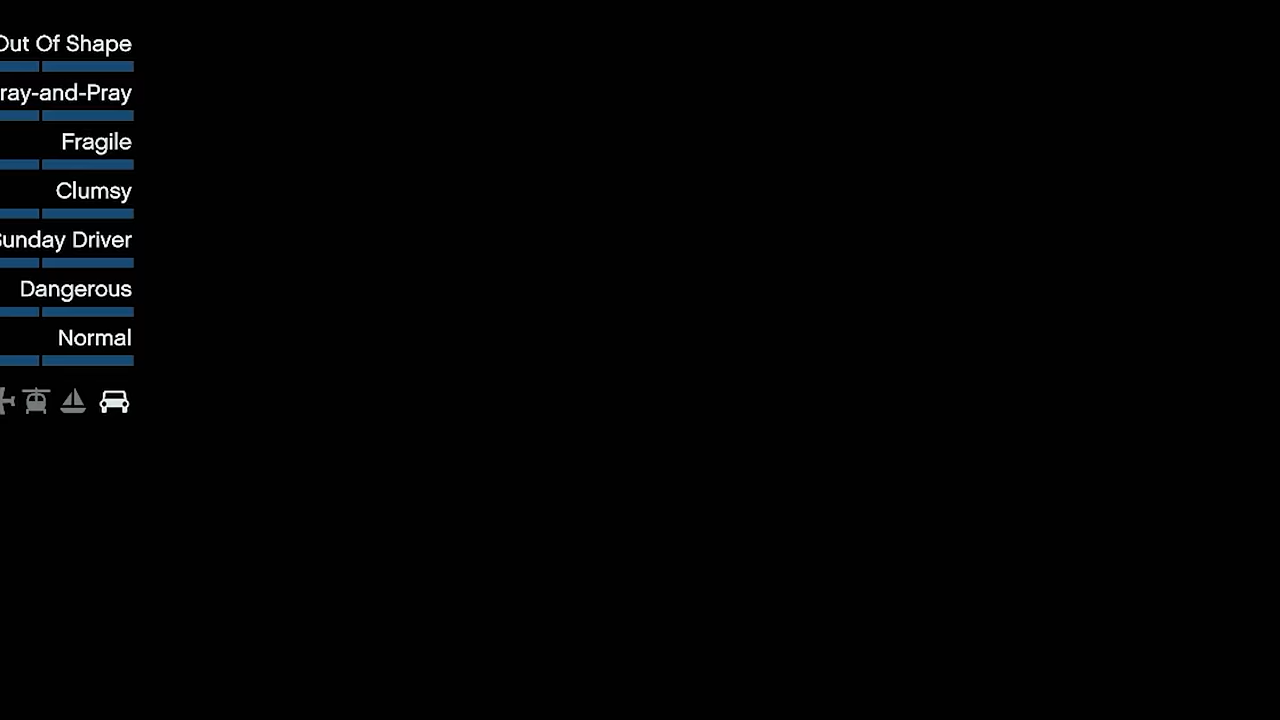 Out Of Shape
ray-and-Pray
Fragile
Clumsy
Sunday Driver
Dangerous
Normal